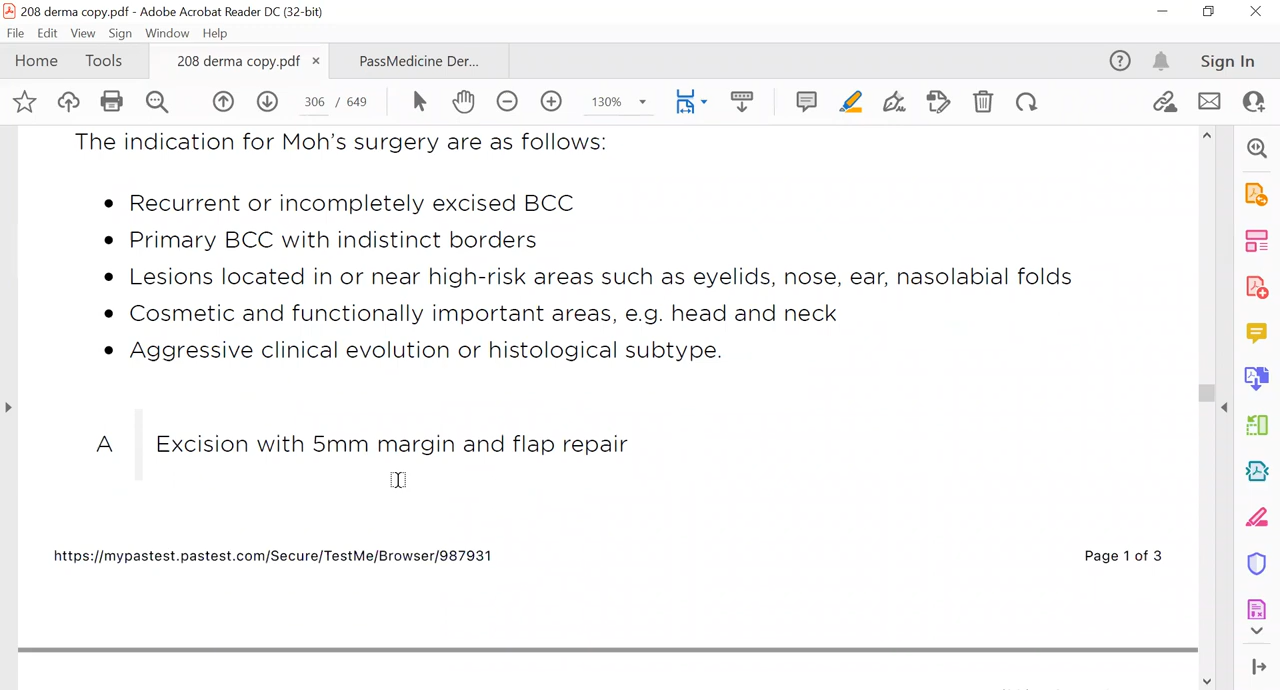 208 derma copy.pdf - Adobe Acrobat Reader DC (32-bit)
File Edit View Sign Window Help
Home Tools 208 derma copy.pdf × PassMedicine Der... ? Sign In
306 / 649 130%
The indication for Moh's surgery are as follows:
• Recurrent or incompletely excised BCC
• Primary BCC with indistinct borders
• Lesions located in or near high-risk areas such as eyelids, nose, ear, nasolabial folds
• Cosmetic and functionally important areas, e.g. head and neck
• Aggressive clinical evolution or histological subtype.
A Excision with 5mm margin and flap repair
https://mypastest.pastest.com/Secure/TestMe/Browser/987931 Page 1 of 3